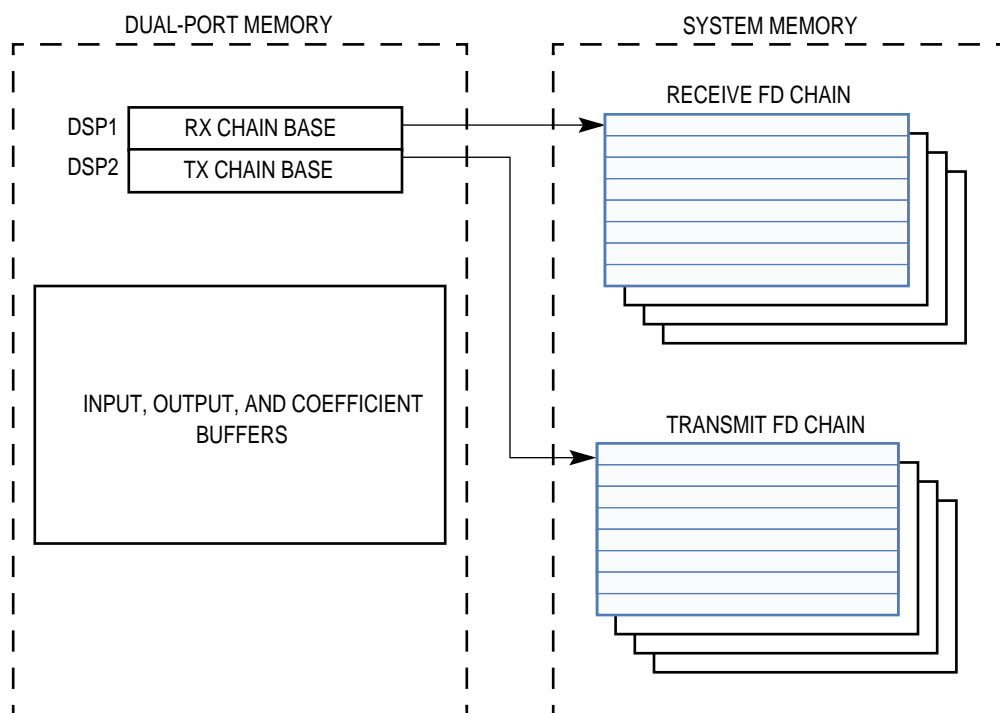 DUAL-PORT MEMORY
SYSTEM MEMORY
RECEIVE FD CHAIN
DSP1
RX CHAIN BASE
DSP2
TX CHAIN BASE
INPUT, OUTPUT, AND COEFFICIENT
BUFFERS
TRANSMIT FD CHAIN